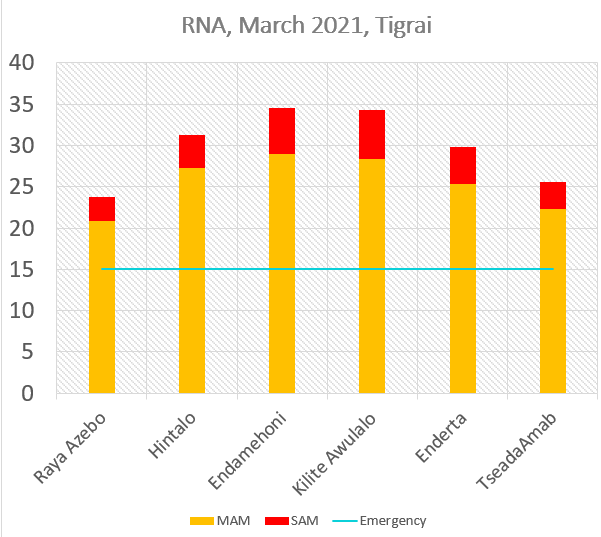 RNA, March 2021, Tigrai
40
35
30
25
20
15
10
5
0
Raya Azebo
Hintalo
Endamehoni
Kilite Awulalo
Enderta
TseadaAmab
MAM SAM Emergency